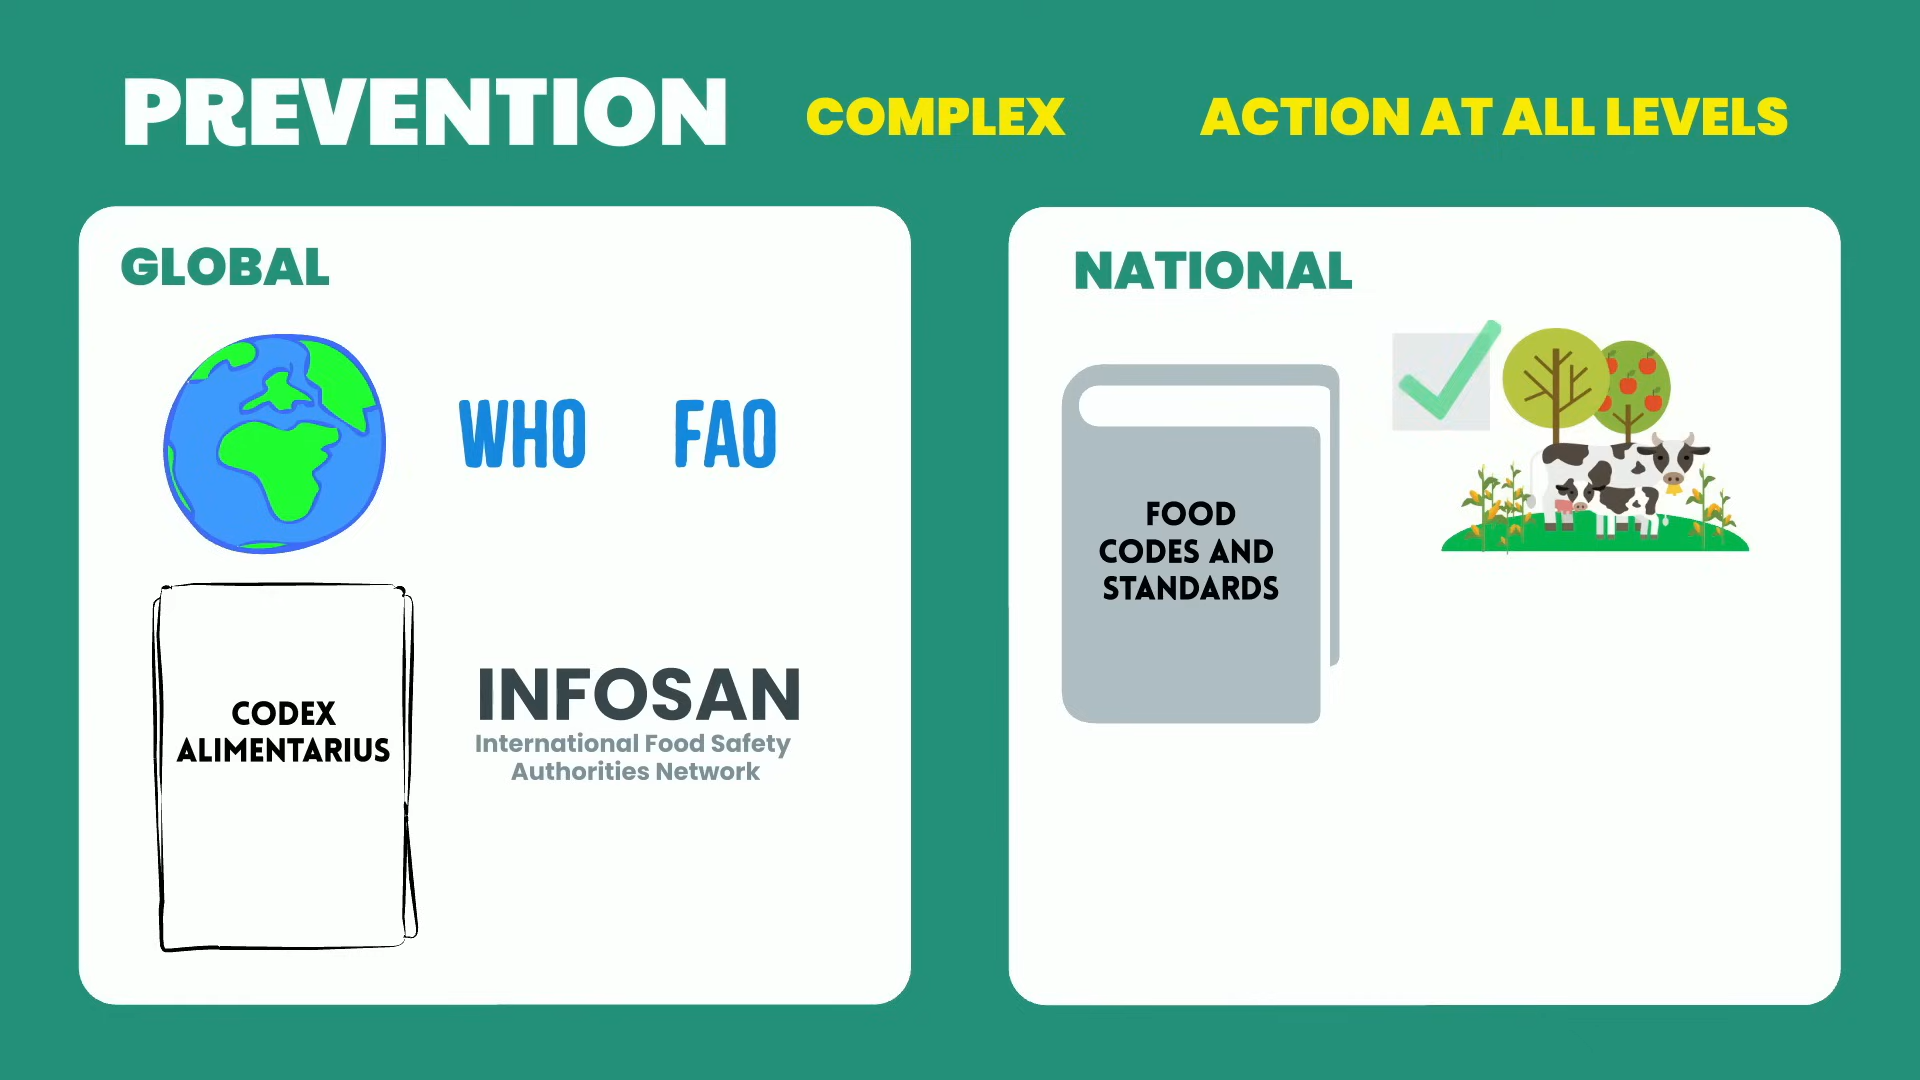 PREVENTION
COMPLEX
ACTION AT ALL LEVELS
GLOBAL
WHO
FAO
CODEX
ALIMENTARIUS
INFOSAN
International Food Safety
Authorities Network
NATIONAL
FOOD
CODES AND
STANDARDS